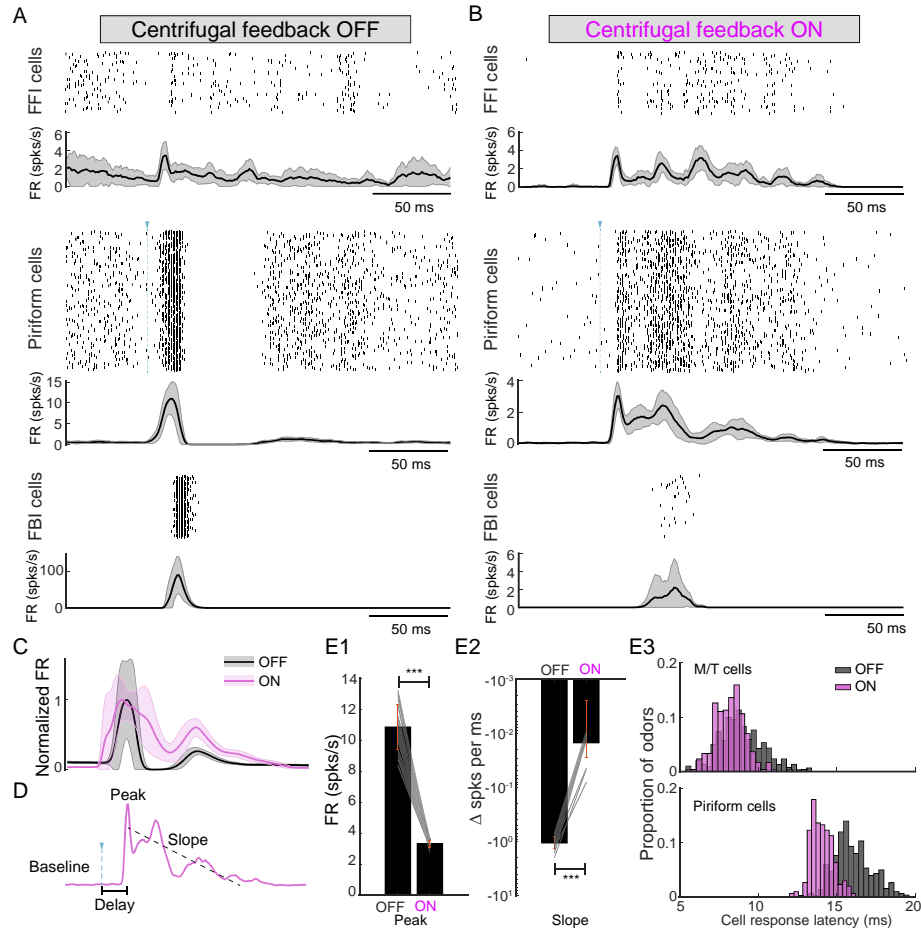 A
Centrifugal feedback OFF
FFI cells
FR (spks/s)
6
4
2
0
50 ms
Piriform cells
FR (spks/s)
15
10
5
0
50 ms
FBI cells
FR (spks/s)
100
0
50 ms
B
Centrifugal feedback ON
FFI cells
FR (spks/s)
6
4
2
0
50 ms
Piriform cells
FR (spks/s)
4
2
0
50 ms
FBI cells
FR (spks/s)
6
4
2
0
50 ms
C
Normalized FR
1
0
OFF
ON
D
Peak
Slope
Baseline
Delay
E1
FR (spks/s)
14
12
10
8
6
4
2
0
***
OFF ON
Peak
E2
OFF ON
Δ spks per ms
-10-3
-10-2
-10-1
-100
-101
***
Slope
E3
Proportion of odors
M/T cells
OFF
ON
0.2
0.1
0
Piriform cells
0.2
0.1
0
5 10 15 20
Cell response latency (ms)